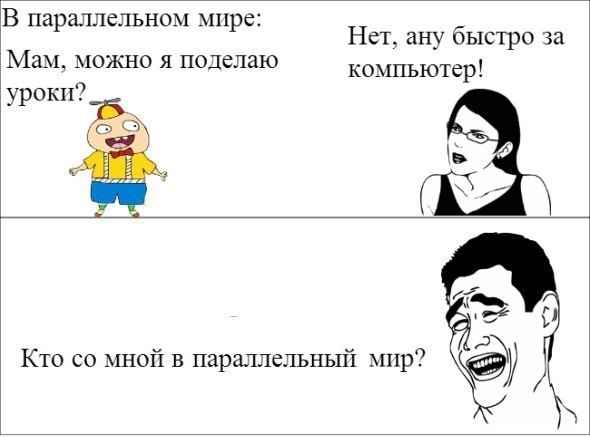 В параллельном мире:
Мам, можно я поделаю
уроки?
Нет, ану быстро за
компьютер!
Кто со мной в параллельный мир?